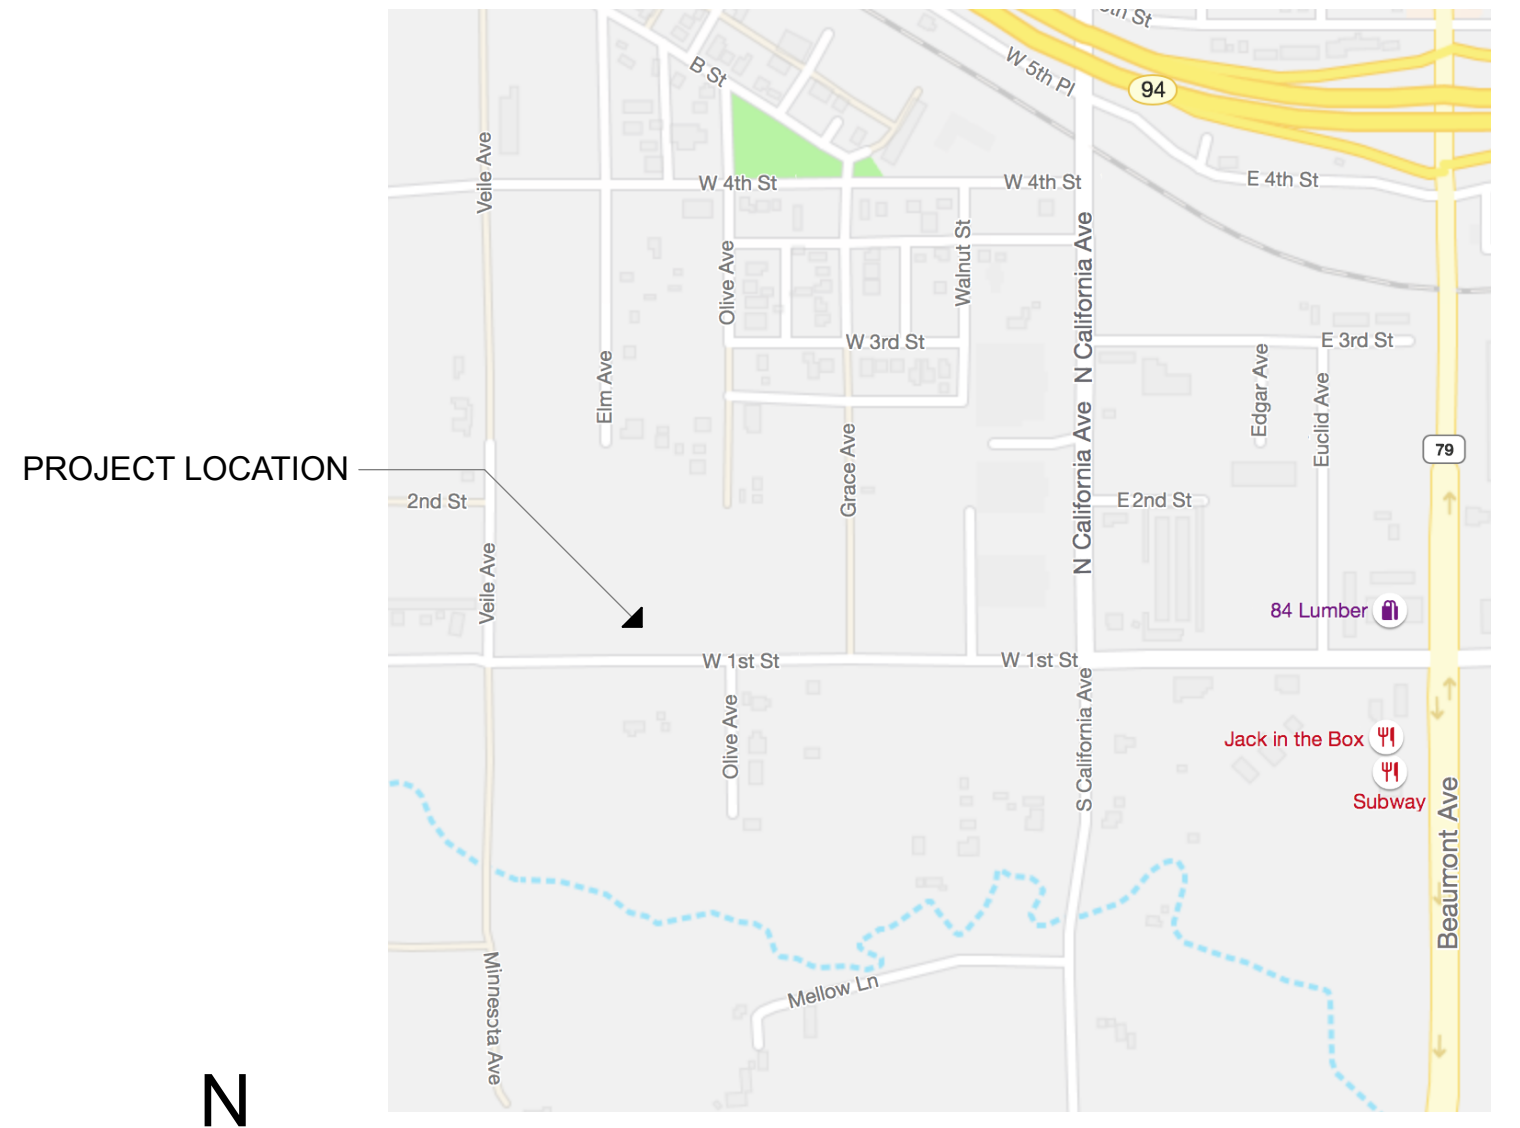 5th St
W 5th Pl
B St
94
Veile Ave
W 4th St
W 4th St
E 4th St
Olive Ave
Walnut St
N California Ave
W 3rd St
E 3rd St
Elm Ave
Edgar Ave
Euclid Ave
N California Ave
Grace Ave
79
PROJECT LOCATION
2nd St
E 2nd St
Veile Ave
84 Lumber
W 1st St
W 1st St
Olive Ave
S California Ave
Jack in the Box
Subway
Beaumont Ave
Minnesota Ave
Mellow Ln
N